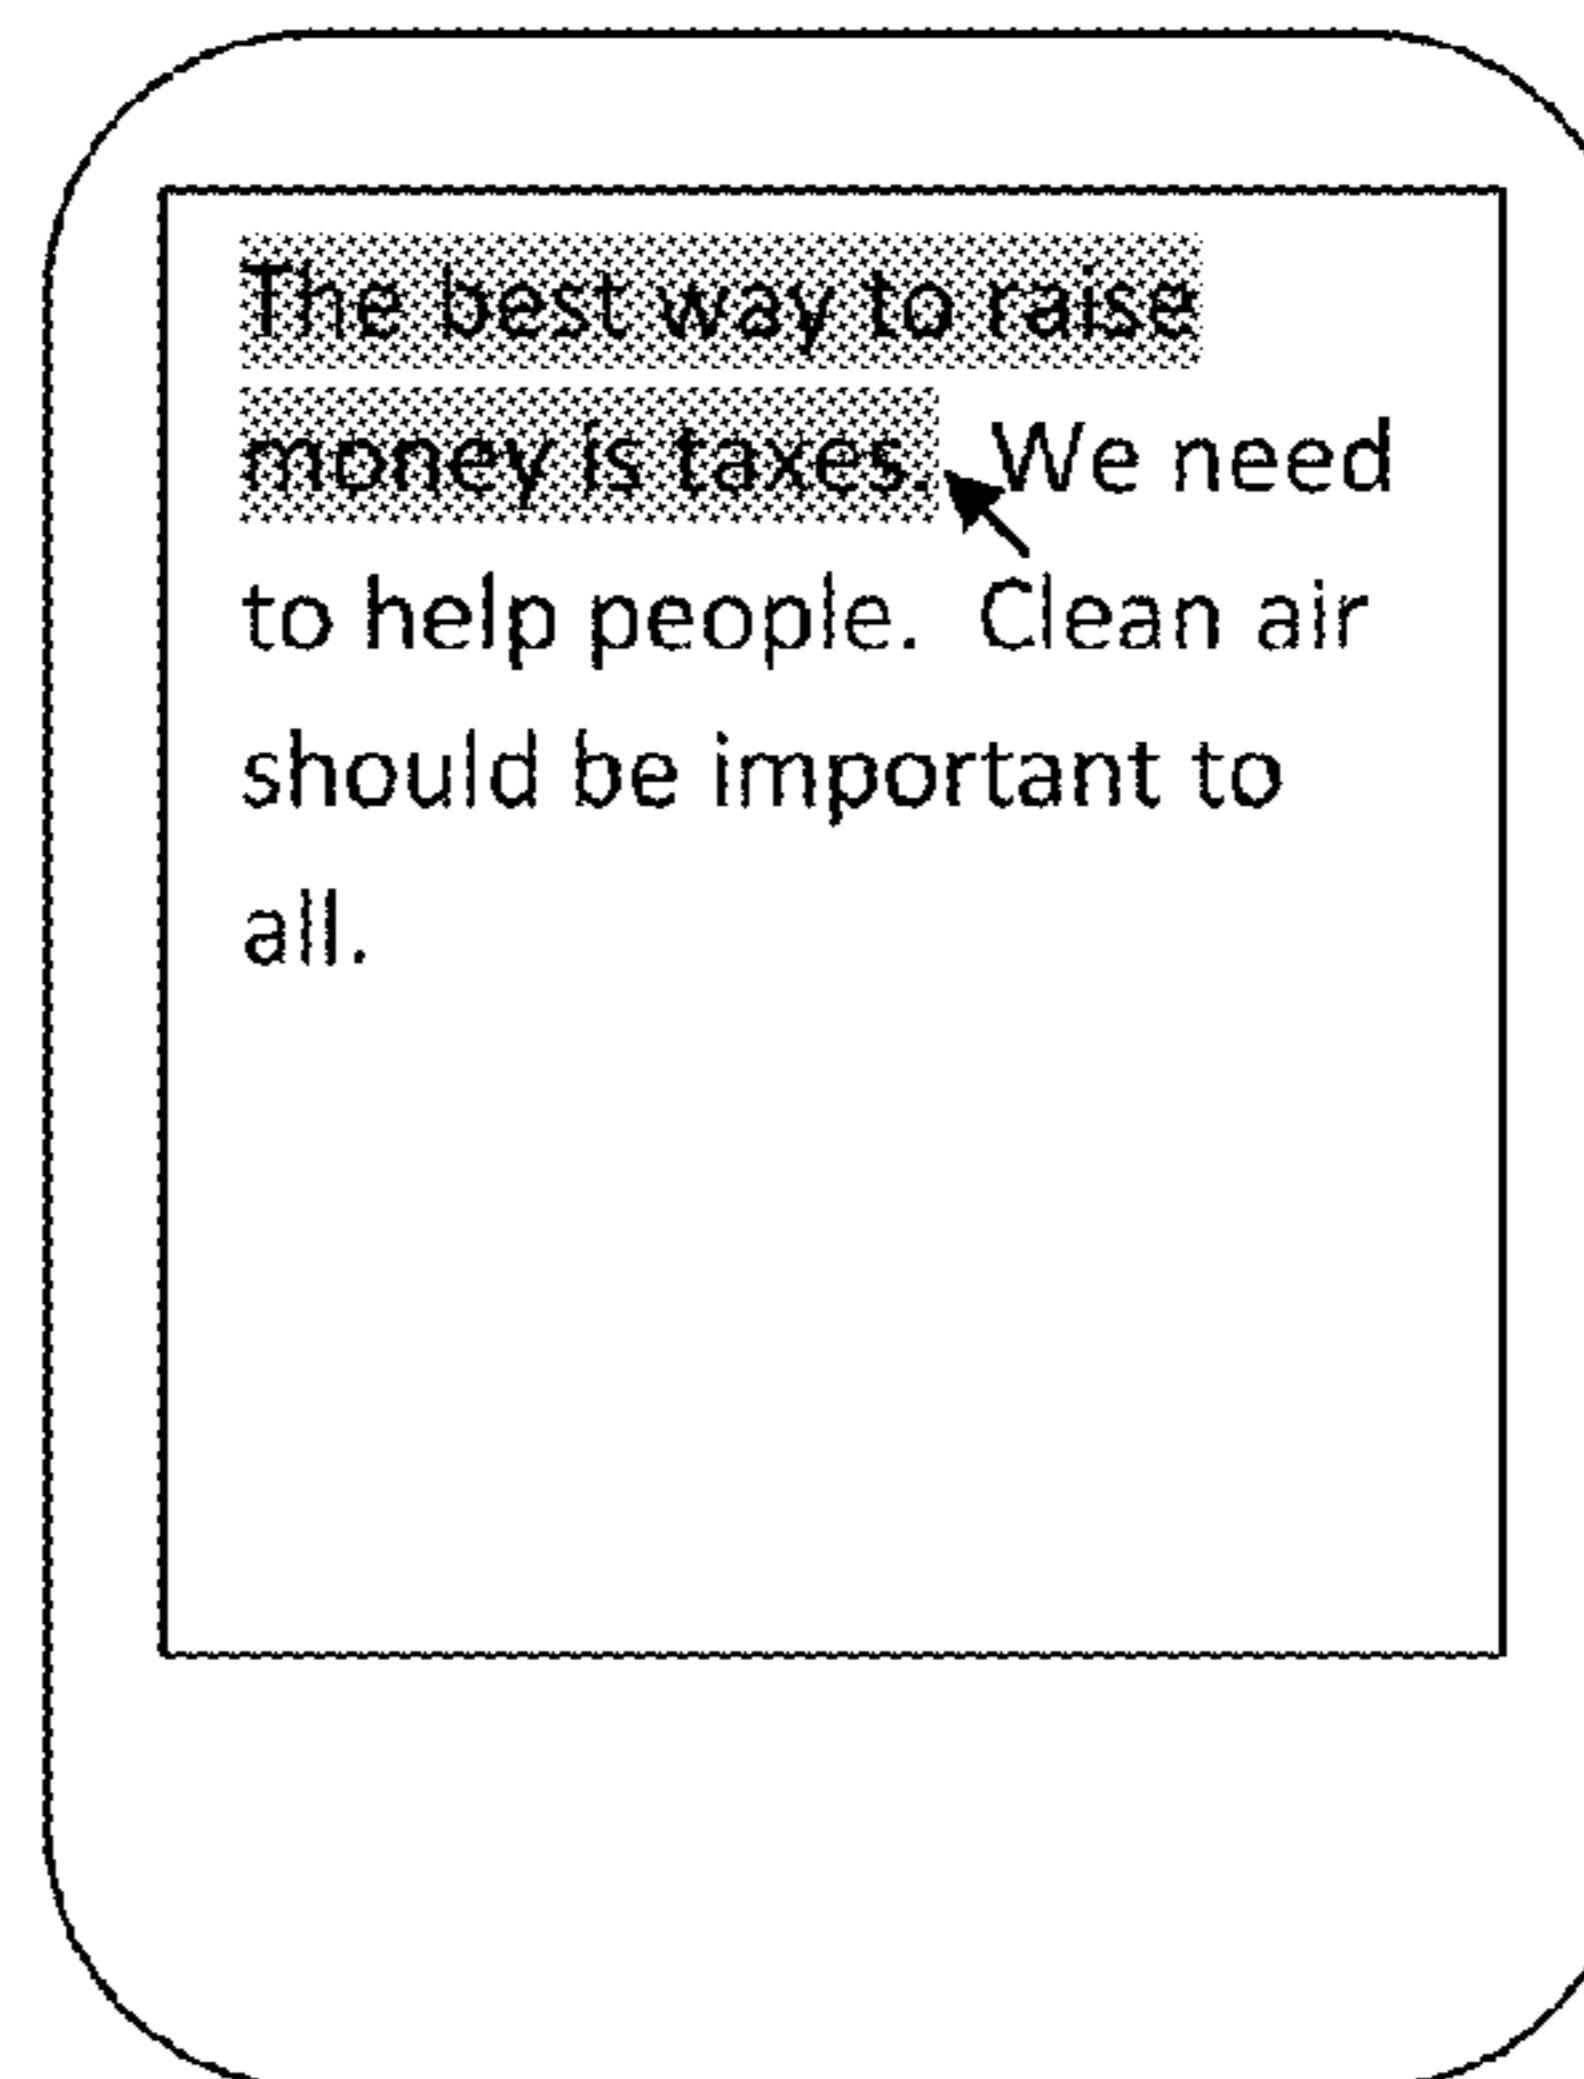 The best way to raise
money is taxes.  We need
to help people.  Clean air
should be important to
all.